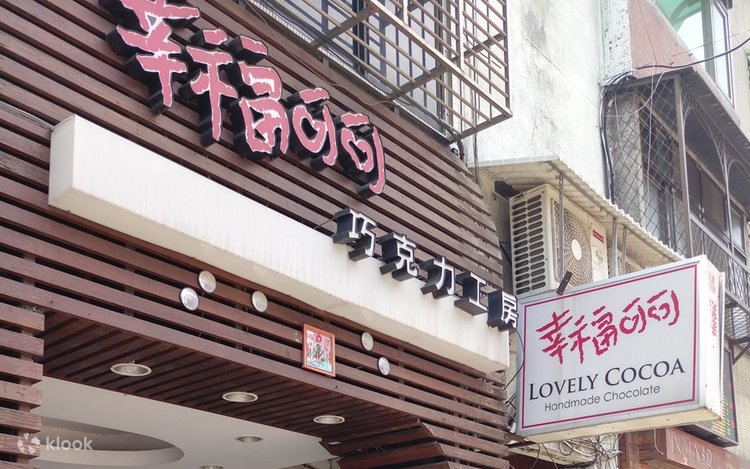 幸福可可
巧克力工房
幸福可可
LOVELY COCOA
Handmade Chocolate
klook